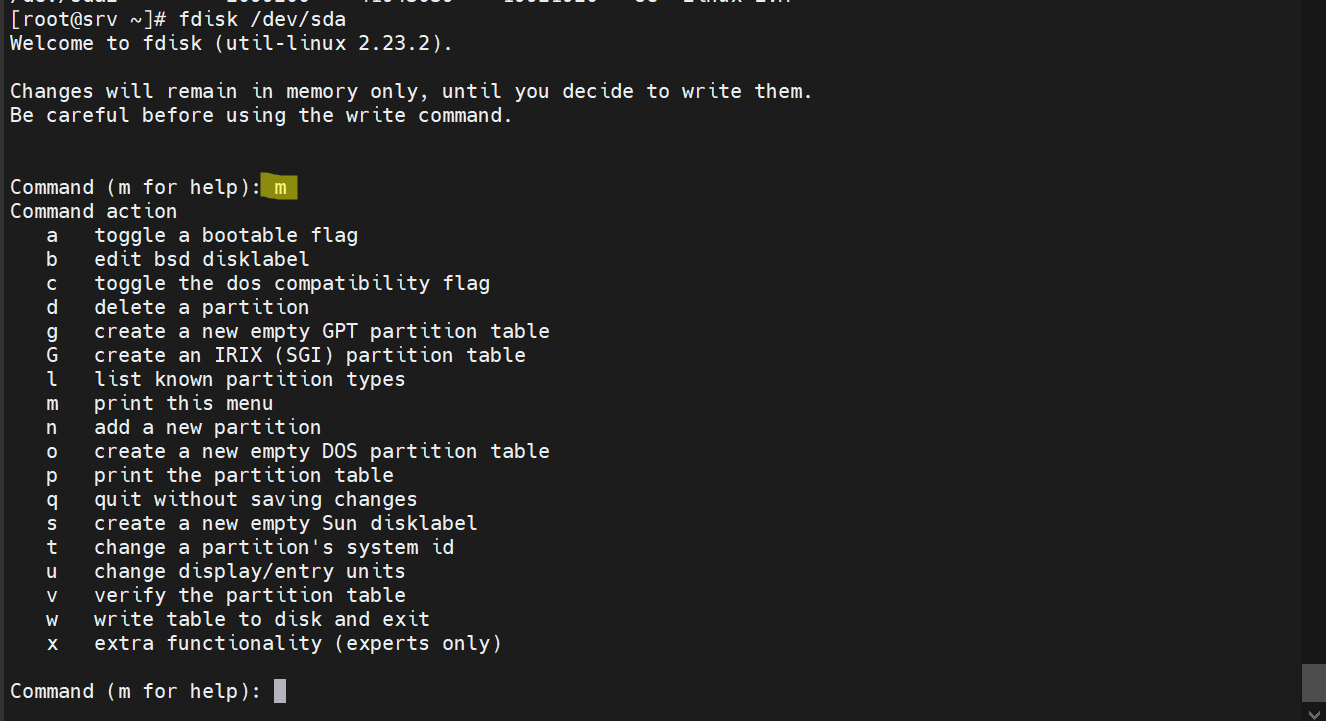 [root@srv ~]# fdisk /dev/sda
Welcome to fdisk (util-linux 2.23.2).
Changes will remain in memory only, until you decide to write them.
Be careful before using the write command.
Command (m for help): m
Command action
a   toggle a bootable flag
b   edit bsd disklabel
c   toggle the dos compatibility flag
d   delete a partition
g   create a new empty GPT partition table
G   create an IRIX (SGI) partition table
l   list known partition types
m   print this menu
n   add a new partition
o   create a new empty DOS partition table
p   print the partition table
q   quit without saving changes
s   create a new empty Sun disklabel
t   change a partition's system id
u   change display/entry units
v   verify the partition table
w   write table to disk and exit
x   extra functionality (experts only)
Command (m for help):